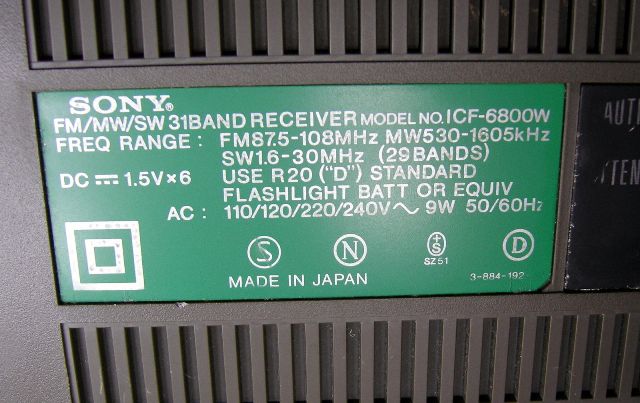 SONY®
FM/MW/SW 31BAND RECEIVER MODEL NO. ICF-6800W
FREQ RANGE : FM87.5-108MHz MW530-1605kHz
SW1.6-30MHz (29BANDS)
DC ⎓ 1.5V×6 USE R20 ("D") STANDARD
FLASHLIGHT BATT OR EQUIV
AC : 110/120/220/240V～ 9W 50/60Hz
S N +S D
SZ51
MADE IN JAPAN 3-884-192-